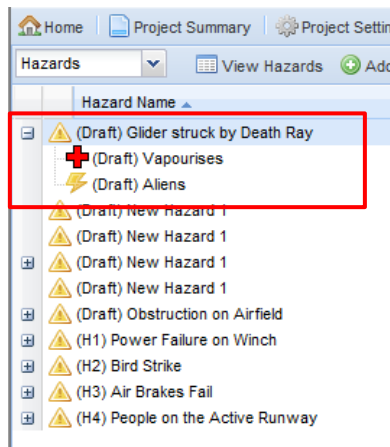 Home Project Summary Project Settin
Hazards View Hazards Add
Hazard Name
(Draft) Glider struck by Death Ray
(Draft) Vapourises
(Draft) Aliens
(Draft) New Hazard 1
(Draft) New Hazard 1
(Draft) New Hazard 1
(Draft) New Hazard 1
(Draft) Obstruction on Airfield
(H1) Power Failure on Winch
(H2) Bird Strike
(H3) Air Brakes Fail
(H4) People on the Active Runway